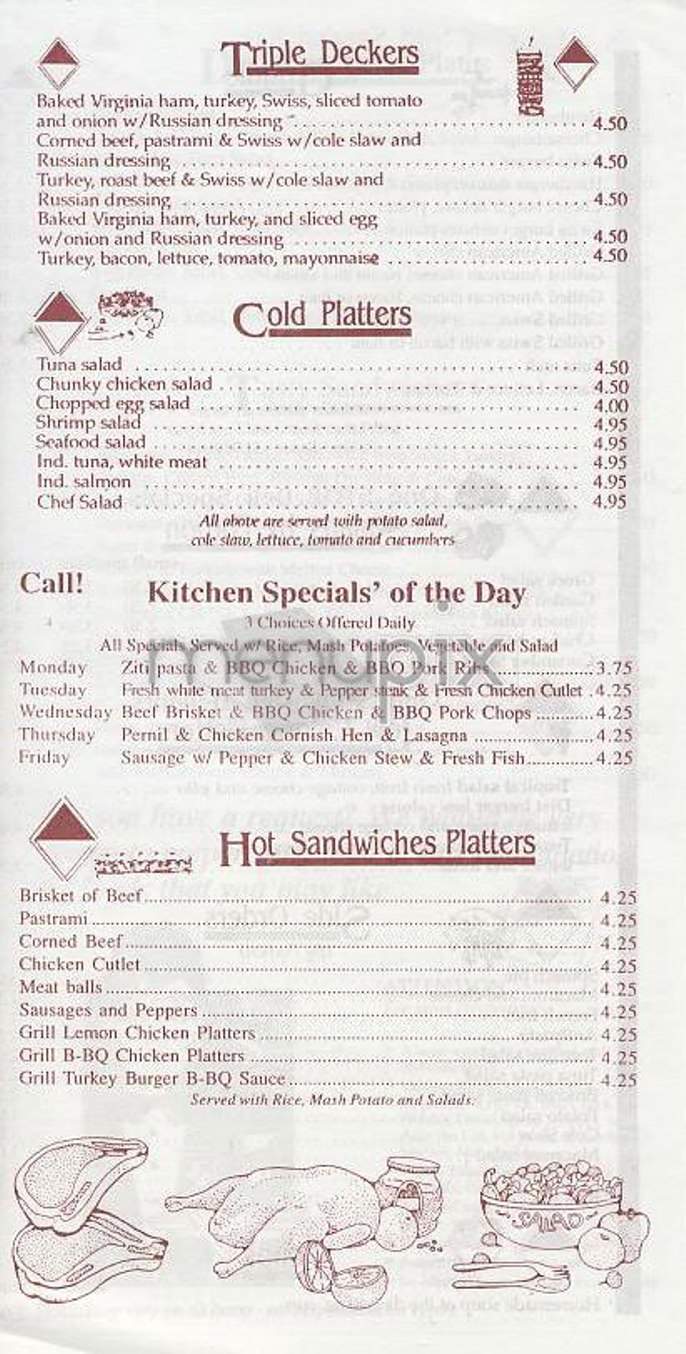 Triple Deckers
Baked Virginia ham, turkey, Swiss, sliced tomato
and onion w/Russian dressing 4.50
Corned beef, pastrami & Swiss w/cole slaw and
Russian dressing 4.50
Turkey, roast beef & Swiss w/cole slaw and
Russian dressing 4.50
Baked Virginia ham, turkey, and sliced egg
w/onion and Russian dressing 4.50
Turkey, bacon, lettuce, tomato, mayonnaise 4.50
Cold Platters
Tuna salad 4.50
Chunky chicken salad 4.50
Chopped egg salad 4.00
Shrimp salad 4.95
Seafood salad 4.95
Ind. tuna, white meat 4.95
Ind. salmon 4.95
Chef Salad 4.95
All above are served with potato salad,
cole slaw, lettuce, tomato and cucumbers
Call! Kitchen Specials' of the Day
3 Choices Offered Daily
All Specials Served w/ Rice, Mash Potatoes, Vegetable and Salad
menupix
Monday Ziti pasta & BBQ Chicken & BBQ Pork Ribs 3.75
Tuesday Fresh white meat turkey & Pepper steak & Fresh Chicken Cutlet 4.25
Wednesday Beef Brisket & BBQ Chicken & BBQ Pork Chops 4.25
Thursday Pernil & Chicken Cornish Hen & Lasagna 4.25
Friday Sausage w/ Pepper & Chicken Stew & Fresh Fish 4.25
Hot Sandwiches Platters
Brisket of Beef 4.25
Pastrami 4.25
Corned Beef 4.25
Chicken Cutlet 4.25
Meat balls 4.25
Sausages and Peppers 4.25
Grill Lemon Chicken Platters 4.25
Grill B-BQ Chicken Platters 4.25
Grill Turkey Burger B-BQ Sauce 4.25
Served with Rice, Mash Potato and Salads.
SALAD